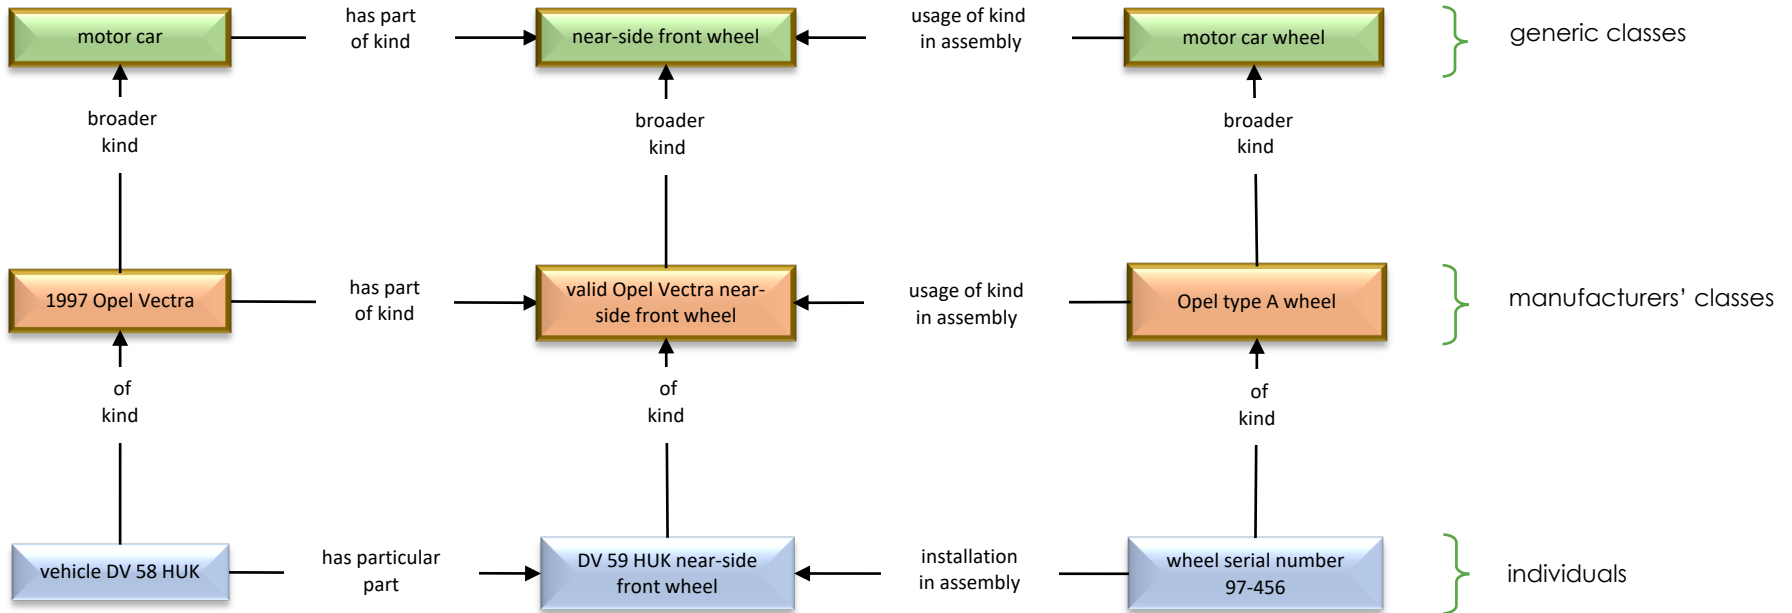 motor car
has part
of kind
near-side front wheel
usage of kind
in assembly
motor car wheel
generic classes
broader
kind
broader
kind
broader
kind
1997 Opel Vectra
has part
of kind
valid Opel Vectra near-
side front wheel
usage of kind
in assembly
Opel type A wheel
manufacturers’ classes
of
kind
of
kind
of
kind
vehicle DV 58 HUK
has particular
part
DV 59 HUK near-side
front wheel
installation
in assembly
wheel serial number
97-456
individuals